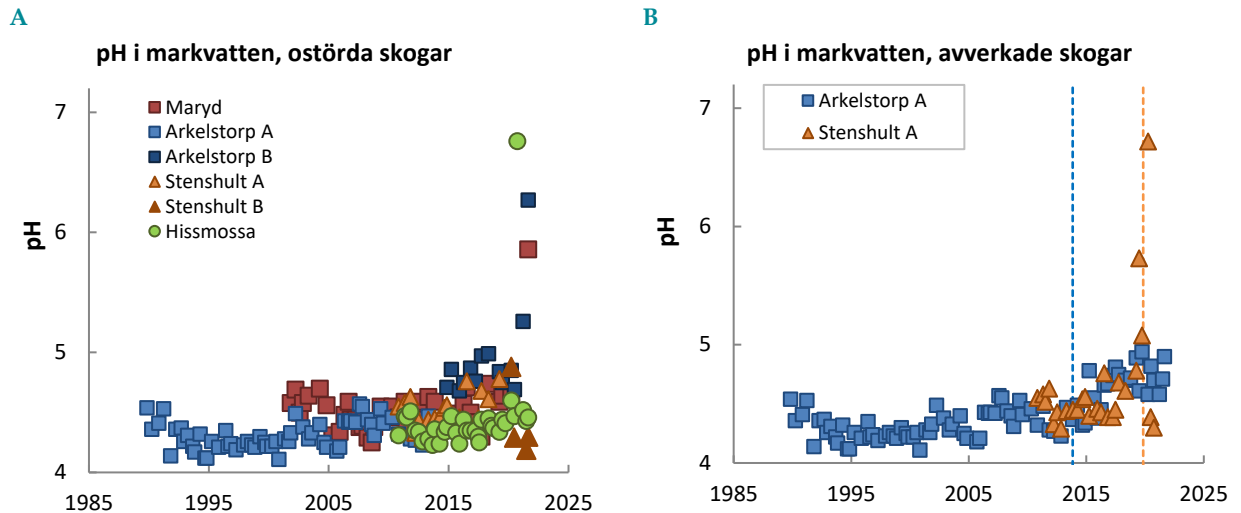 A
pH i markvatten, ostörda skogar
7
6
5
4
pH
Maryd
Arkelstorp A
Arkelstorp B
Stenshult A
Stenshult B
Hissmossa
1985 1995 2005 2015 2025
B
pH i markvatten, avverkade skogar
7
6
5
4
pH
Arkelstorp A
Stenshult A
1985 1995 2005 2015 2025